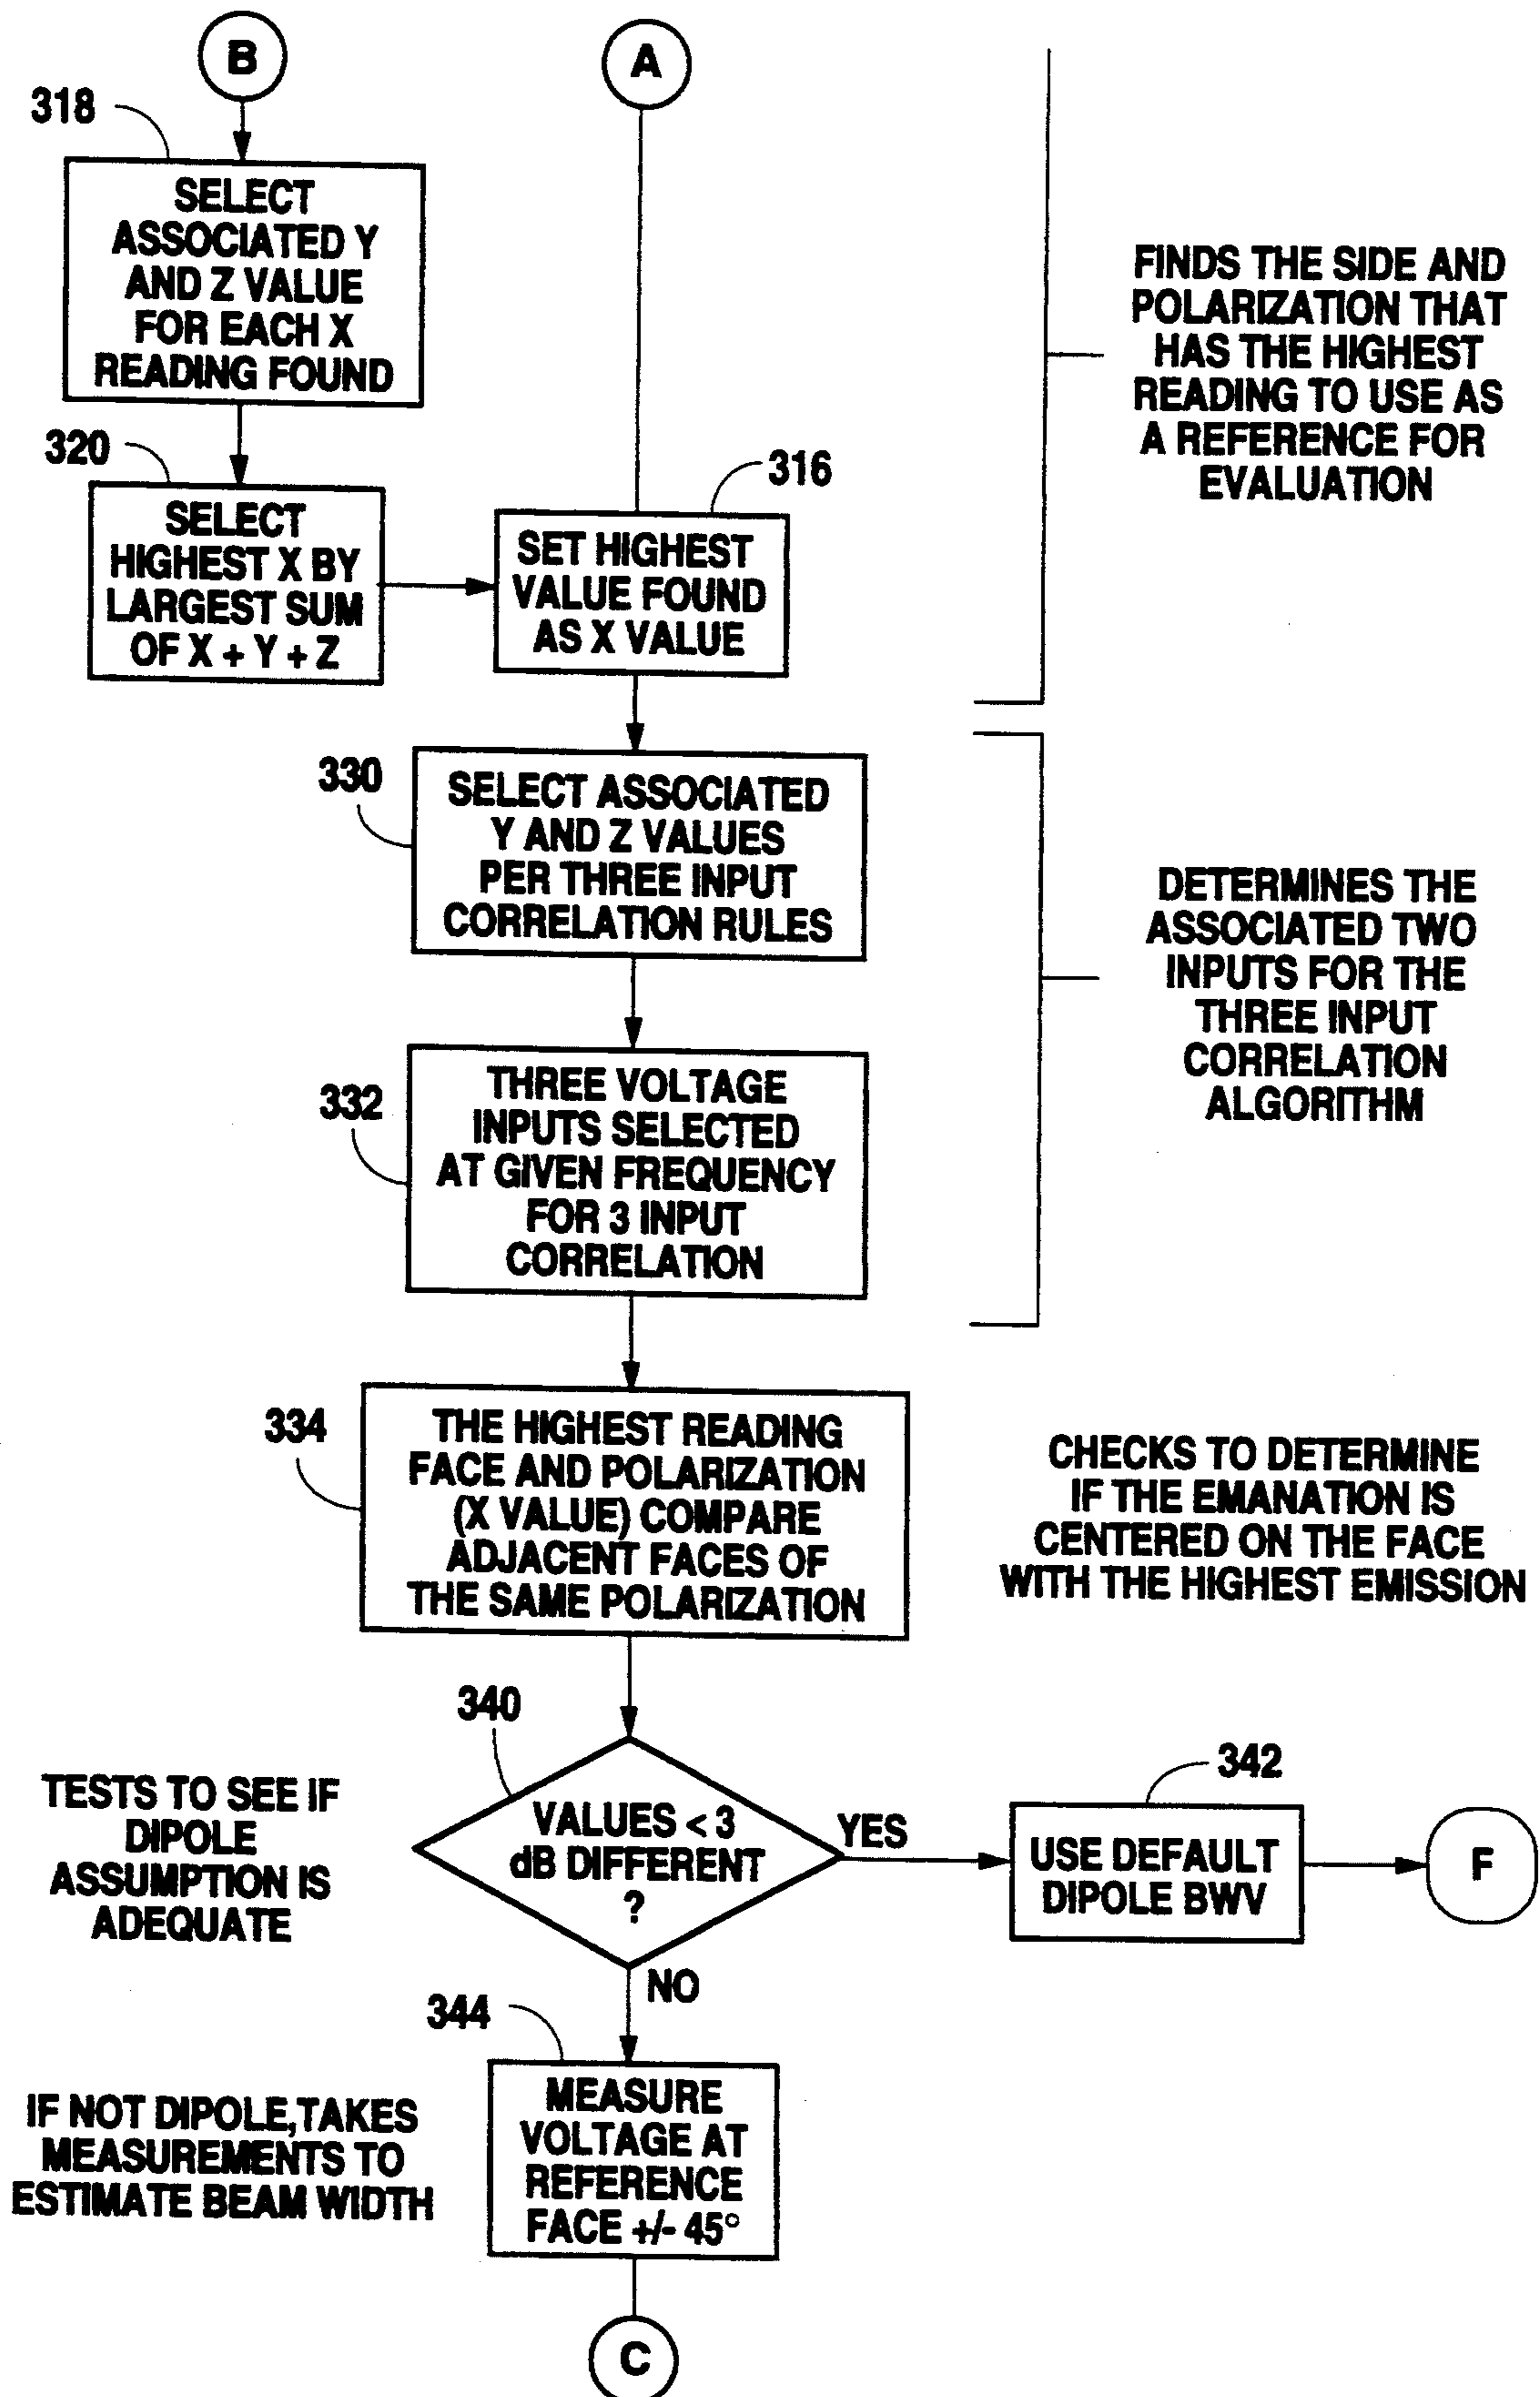 B
A
318
SELECT
ASSOCIATED Y
AND Z VALUE
FOR EACH X
READING FOUND
FINDS THE SIDE AND
POLARIZATION THAT
HAS THE HIGHEST
READING TO USE AS
A REFERENCE FOR
EVALUATION
320
SELECT
HIGHEST X BY
LARGEST SUM
OF X + Y + Z
316
SET HIGHEST
VALUE FOUND
AS X VALUE
330
SELECT ASSOCIATED
Y AND Z VALUES
PER THREE INPUT
CORRELATION RULES
DETERMINES THE
ASSOCIATED TWO
INPUTS FOR THE
THREE INPUT
CORRELATION
ALGORITHM
332
THREE VOLTAGE
INPUTS SELECTED
AT GIVEN FREQUENCY
FOR 3 INPUT
CORRELATION
334
THE HIGHEST READING
FACE AND POLARIZATION
(X VALUE) COMPARE
ADJACENT FACES OF
THE SAME POLARIZATION
CHECKS TO DETERMINE
IF THE EMANATION IS
CENTERED ON THE FACE
WITH THE HIGHEST EMISSION
340
TESTS TO SEE IF
DIPOLE
ASSUMPTION IS
ADEQUATE
VALUES < 3
dB DIFFERENT
?
YES
342
USE DEFAULT
DIPOLE BWV
F
NO
344
IF NOT DIPOLE,TAKES
MEASUREMENTS TO
ESTIMATE BEAM WIDTH
MEASURE
VOLTAGE AT
REFERENCE
FACE +/- 45°
C